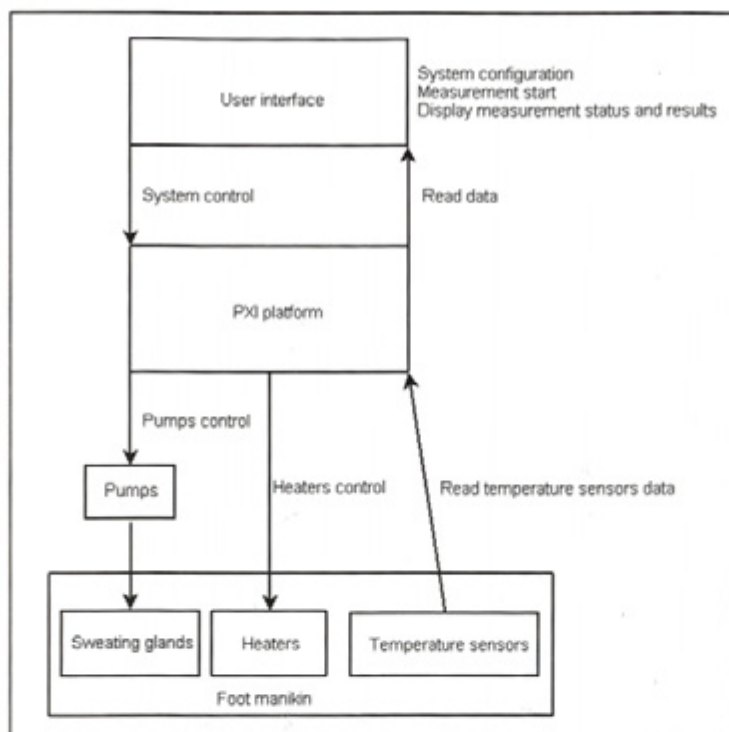 User interface
System configuration
Measurement start
Display measurement status and results
System control
Read data
PXI platform
Pumps control
Pumps
Heaters control
Read temperature sensors data
Sweating glands
Heaters
Temperature sensors
Foot manikin